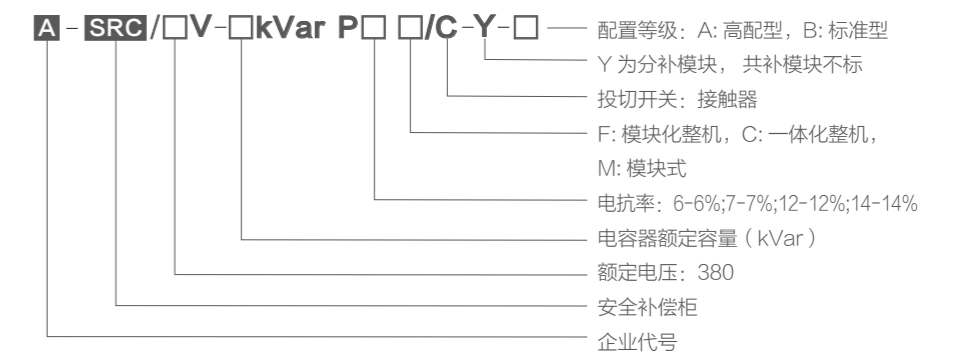 A-SRC/□V-□kVar P□ □/C-Y-□
配置等级：A: 高配型，B: 标准型
Y 为分补模块， 共补模块不标
投切开关：接触器
F: 模块化整机，C: 一体化整机，
M: 模块式
电抗率：6-6%;7-7%;12-12%;14-14%
电容器额定容量（kVar）
额定电压：380
安全补偿柜
企业代号